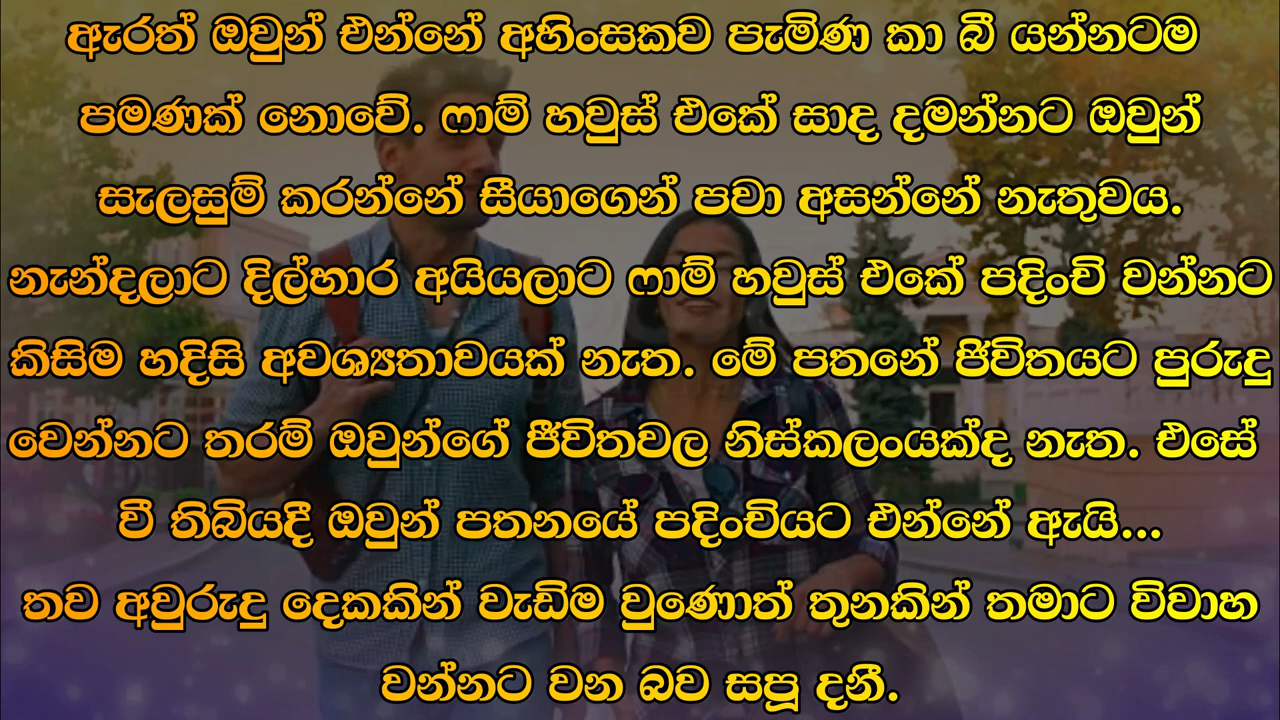 ඇරත් ඔවුන් එන්නේ අහිංසකව පැමිණ කා බී යන්නටම
පමණක් නොවේ. ෆාම් හවුස් එකේ සාද දමන්නට ඔවුන්
සැලසුම් කරන්නේ සීයාගෙන් පවා අසන්නේ නැතුවය.
නැන්දලාට දිල්හාර අයියලාට ෆාම් හවුස් එකේ පදිංචි වන්නට
කිසිම හදිසි අවශ්‍යතාවයක් නැත. මේ පතනේ ජීවිතයට පුරුදු
වෙන්නට තරම් ඔවුන්ගේ ජීවිතවල නිස්කලංයක්ද නැත. එසේ
වී තිබියදී ඔවුන් පතනයේ පදිංචියට එන්නේ ඇයි...
තව අවුරුදු දෙකකින් වැඩිම වුණොත් තුනකින් තමාට විවාහ
වන්නට වන බව සපූ දනී.